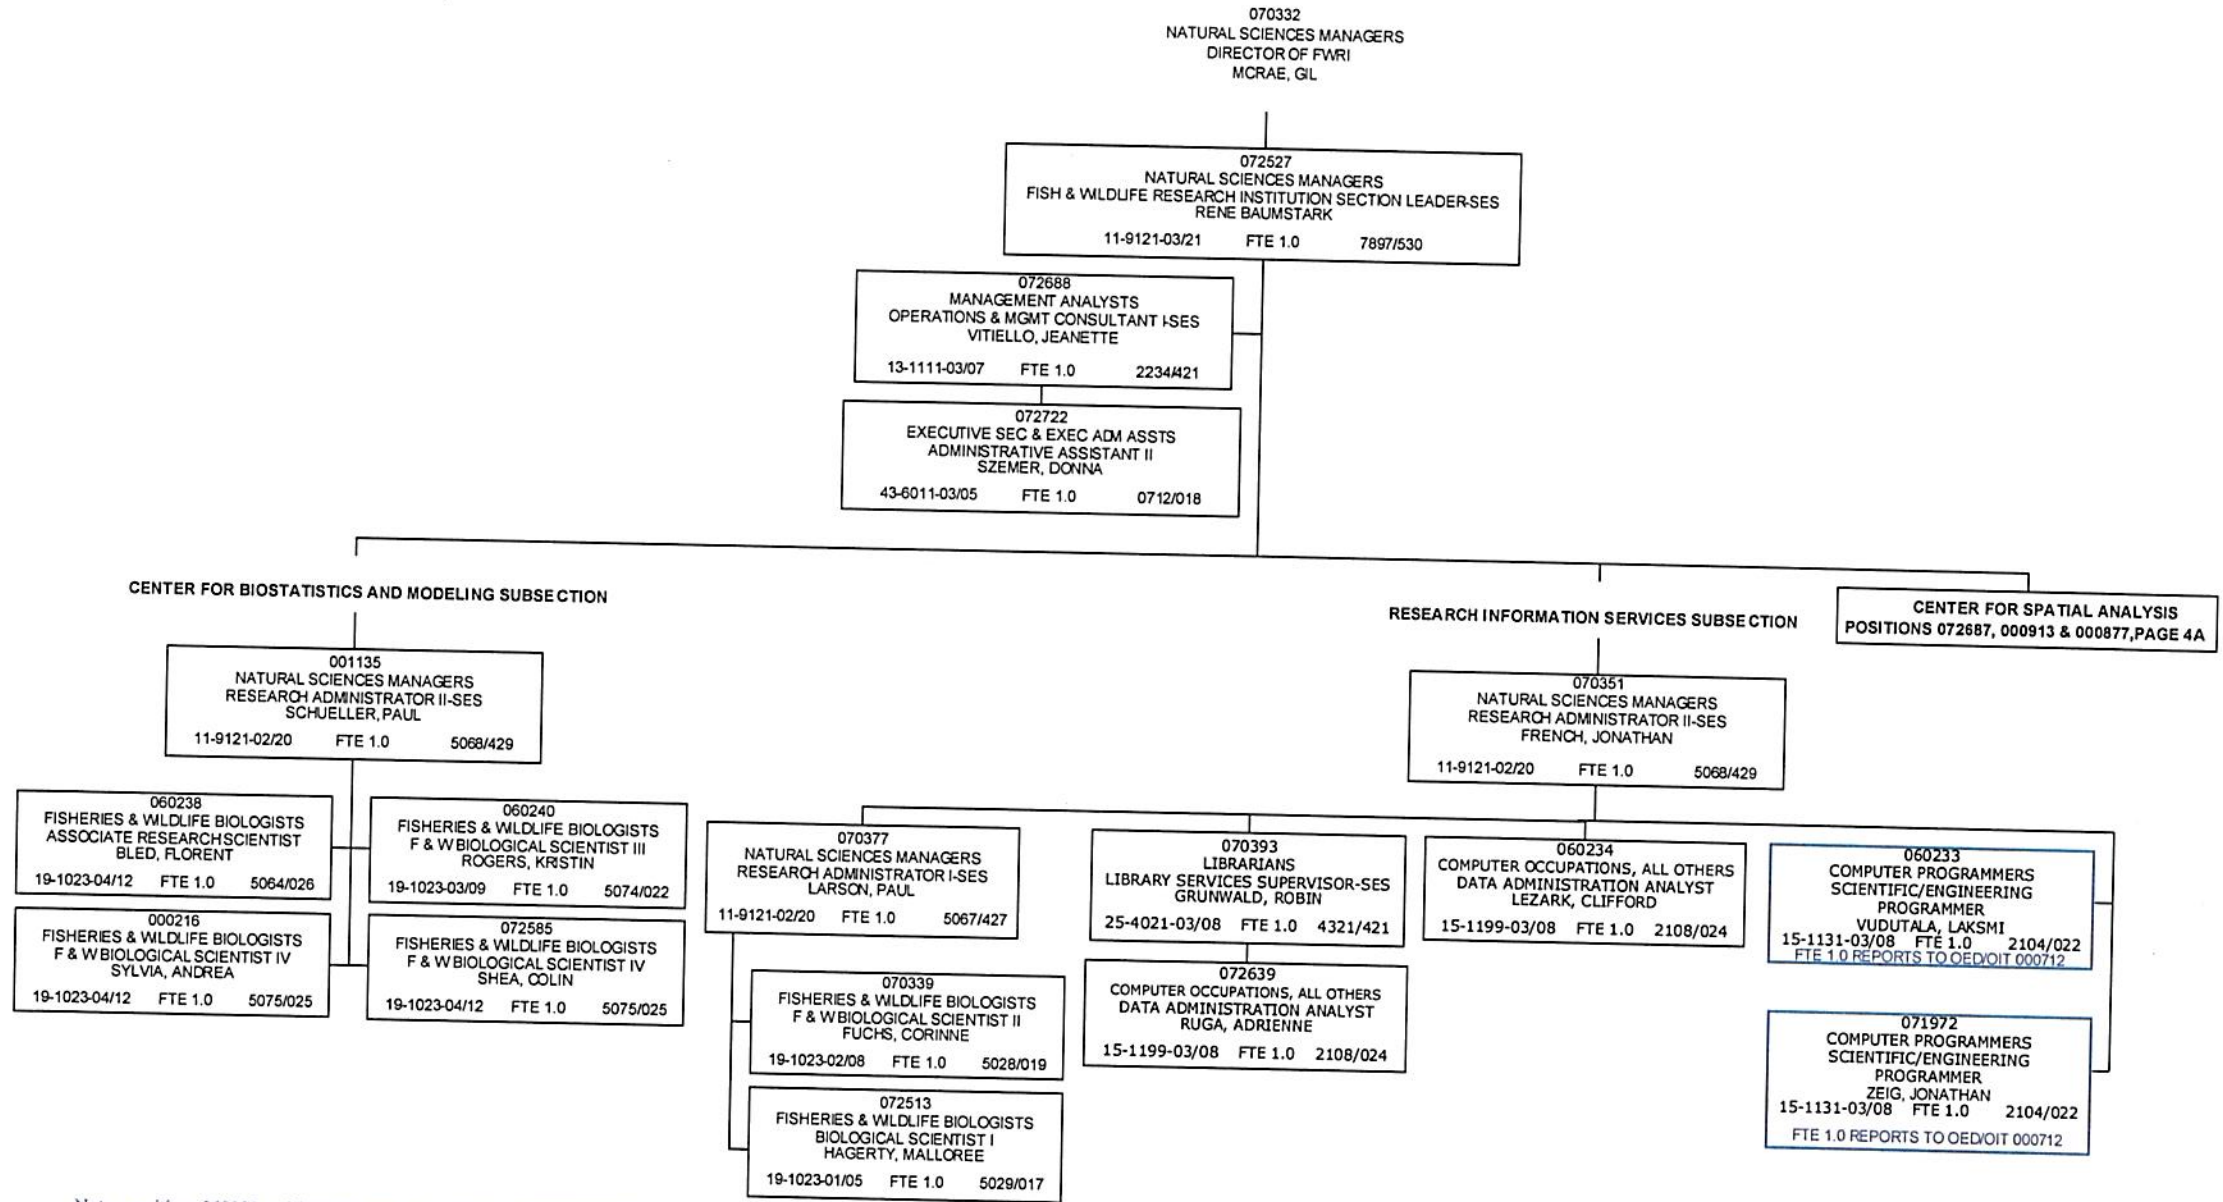 070332
NATURAL SCIENCES MANAGERS
DIRECTOR OF FWRI
MCRAE, GIL
072527
NATURAL SCIENCES MANAGERS
FISH & WILDLIFE RESEARCH INSTITUTION SECTION LEADER-SES
RENE BAUMSTARK
11-9121-03/21 FTE 1.0 7897/530
072688
MANAGEMENT ANALYSTS
OPERATIONS & MGMT CONSULTANT I-SES
VITIELLO, JEANETTE
13-1111-03/07 FTE 1.0 2234/421
072722
EXECUTIVE SEC & EXEC ADM ASSTS
ADMINISTRATIVE ASSISTANT II
SZEMER, DONNA
43-6011-03/05 FTE 1.0 0712/018
CENTER FOR BIOSTATISTICS AND MODELING SUBSECTION
001135
NATURAL SCIENCES MANAGERS
RESEARCH ADMINISTRATOR II-SES
SCHUELLER, PAUL
11-9121-02/20 FTE 1.0 5068/429
060238
FISHERIES & WILDLIFE BIOLOGISTS
ASSOCIATE RESEARCH SCIENTIST
BLED, FLORENT
19-1023-04/12 FTE 1.0 5064/026
060240
FISHERIES & WILDLIFE BIOLOGISTS
F & W BIOLOGICAL SCIENTIST III
ROGERS, KRISTIN
19-1023-03/09 FTE 1.0 5074/022
000216
FISHERIES & WILDLIFE BIOLOGISTS
F & W BIOLOGICAL SCIENTIST IV
SYLVIA, ANDREA
19-1023-04/12 FTE 1.0 5075/025
072585
FISHERIES & WILDLIFE BIOLOGISTS
F & W BIOLOGICAL SCIENTIST IV
SHEA, COLIN
19-1023-04/12 FTE 1.0 5075/025
RESEARCH INFORMATION SERVICES SUBSECTION
070351
NATURAL SCIENCES MANAGERS
RESEARCH ADMINISTRATOR II-SES
FRENCH, JONATHAN
11-9121-02/20 FTE 1.0 5068/429
070377
NATURAL SCIENCES MANAGERS
RESEARCH ADMINISTRATOR I-SES
LARSON, PAUL
11-9121-02/20 FTE 1.0 5067/427
070339
FISHERIES & WILDLIFE BIOLOGISTS
F & W BIOLOGICAL SCIENTIST II
FUCHS, CORINNE
19-1023-02/08 FTE 1.0 5028/019
072513
FISHERIES & WILDLIFE BIOLOGISTS
BIOLOGICAL SCIENTIST I
HAGERTY, MALLOREE
19-1023-01/05 FTE 1.0 5029/017
070393
LIBRARIANS
LIBRARY SERVICES SUPERVISOR-SES
GRUNWALD, ROBIN
25-4021-03/08 FTE 1.0 4321/421
072639
COMPUTER OCCUPATIONS, ALL OTHERS
DATA ADMINISTRATION ANALYST
RUGA, ADRIENNE
15-1199-03/08 FTE 1.0 2108/024
060234
COMPUTER OCCUPATIONS, ALL OTHERS
DATA ADMINISTRATION ANALYST
LEZARK, CLIFFORD
15-1199-03/08 FTE 1.0 2108/024
060233
COMPUTER PROGRAMMERS
SCIENTIFIC/ENGINEERING
PROGRAMMER
VUDUTALA, LAKSMI
15-1131-03/08 FTE 1.0 2104/022
FTE 1.0 REPORTS TO OED/OIT 000712
071972
COMPUTER PROGRAMMERS
SCIENTIFIC/ENGINEERING
PROGRAMMER
ZEIG, JONATHAN
15-1131-03/08 FTE 1.0 2104/022
FTE 1.0 REPORTS TO OED/OIT 000712
CENTER FOR SPATIAL ANALYSIS
POSITIONS 072687, 000913 & 000877,PAGE 4A